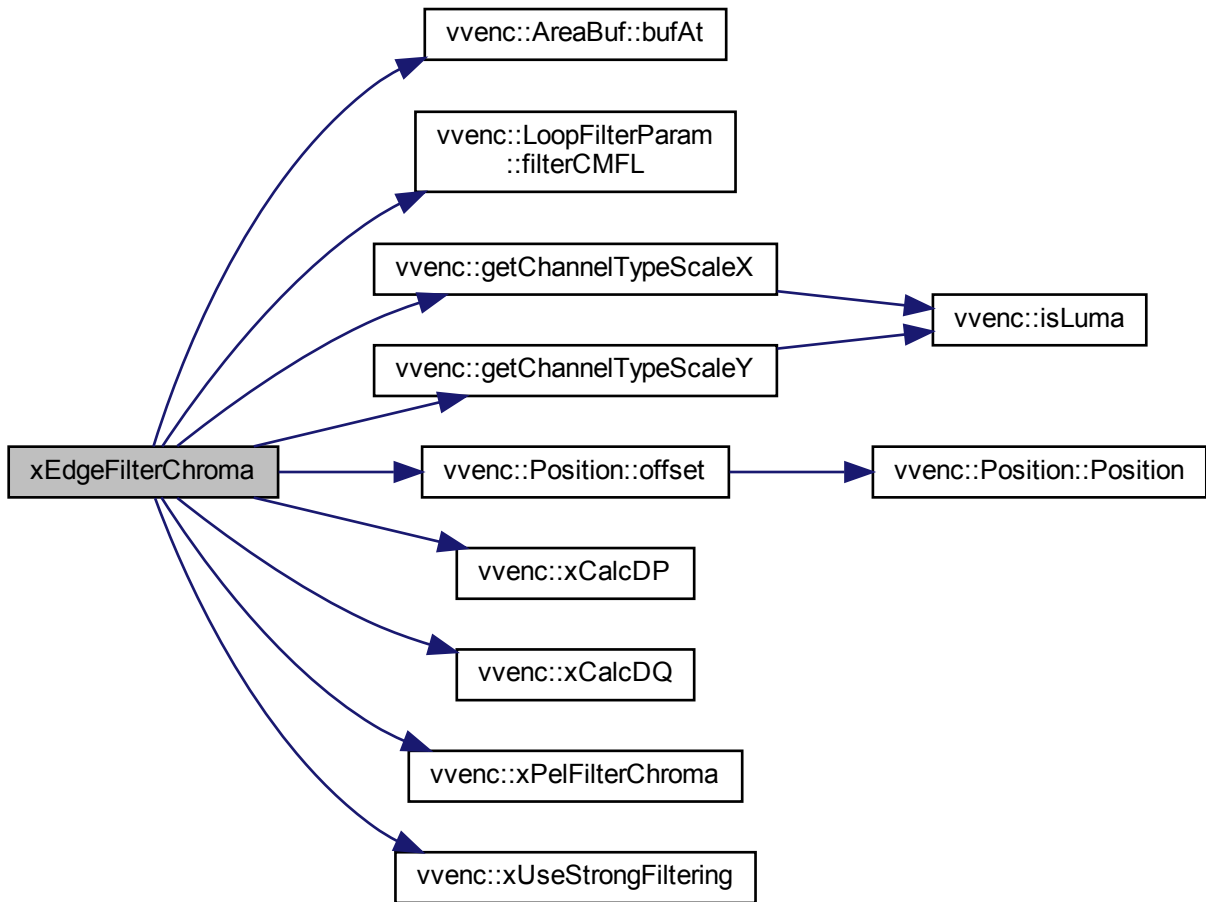 vvenc::AreaBuf::bufAt
vvenc::LoopFilterParam
::filterCMFL
vvenc::getChannelTypeScaleX
vvenc::isLuma
vvenc::getChannelTypeScaleY
xEdgeFilterChroma
vvenc::Position::offset
vvenc::Position::Position
vvenc::xCalcDP
vvenc::xCalcDQ
vvenc::xPelFilterChroma
vvenc::xUseStrongFiltering